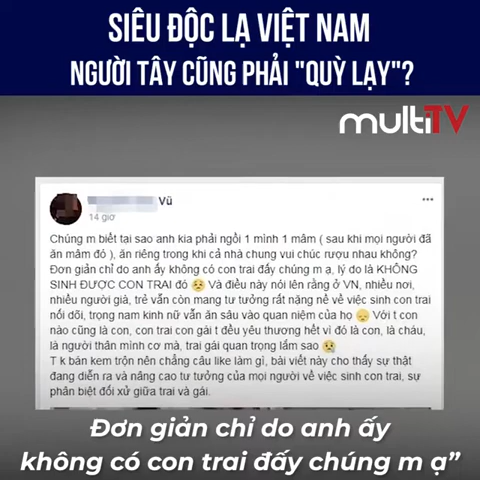 SIÊU ĐỘC LẠ VIỆT NAM
NGƯỜI TÂY CŨNG PHẢI "QUỲ LẠY"?
multiTV
Vũ
14 giờ
Chúng m biết tại sao anh kia phải ngồi 1 mình 1 mâm ( sau khi mọi người đã
ăn mâm đó ), ăn riêng trong khi cả nhà chung vui chúc rượu nhau không?
Đơn giản chỉ do anh ấy không có con trai đấy chúng m ạ, lý do là KHÔNG
SINH ĐƯỢC CON TRAI đó 😥 Và điều này nói lên rằng ở VN, nhiều nơi,
nhiều người già, trẻ vẫn còn mang tư tưởng rất nặng nề về việc sinh con trai
nối dõi, trọng nam kinh nữ vẫn ăn sâu vào quan niệm của họ 😞 Với t con
nào cũng là con, con trai con gái t đều yêu thương hết vì đó là con, là cháu,
là người thân mình cơ mà, trai gái quan trọng lắm sao 😢
T k bán kem trộn nên chẳng câu like làm gì, bài viết này cho thấy sự thật
đang diễn ra và nâng cao tư tưởng của mọi người về việc sinh con trai, sự
phân biệt đối xử giữa trai và gái.
Đơn giản chỉ do anh ấy
không có con trai đấy chúng m ạ”